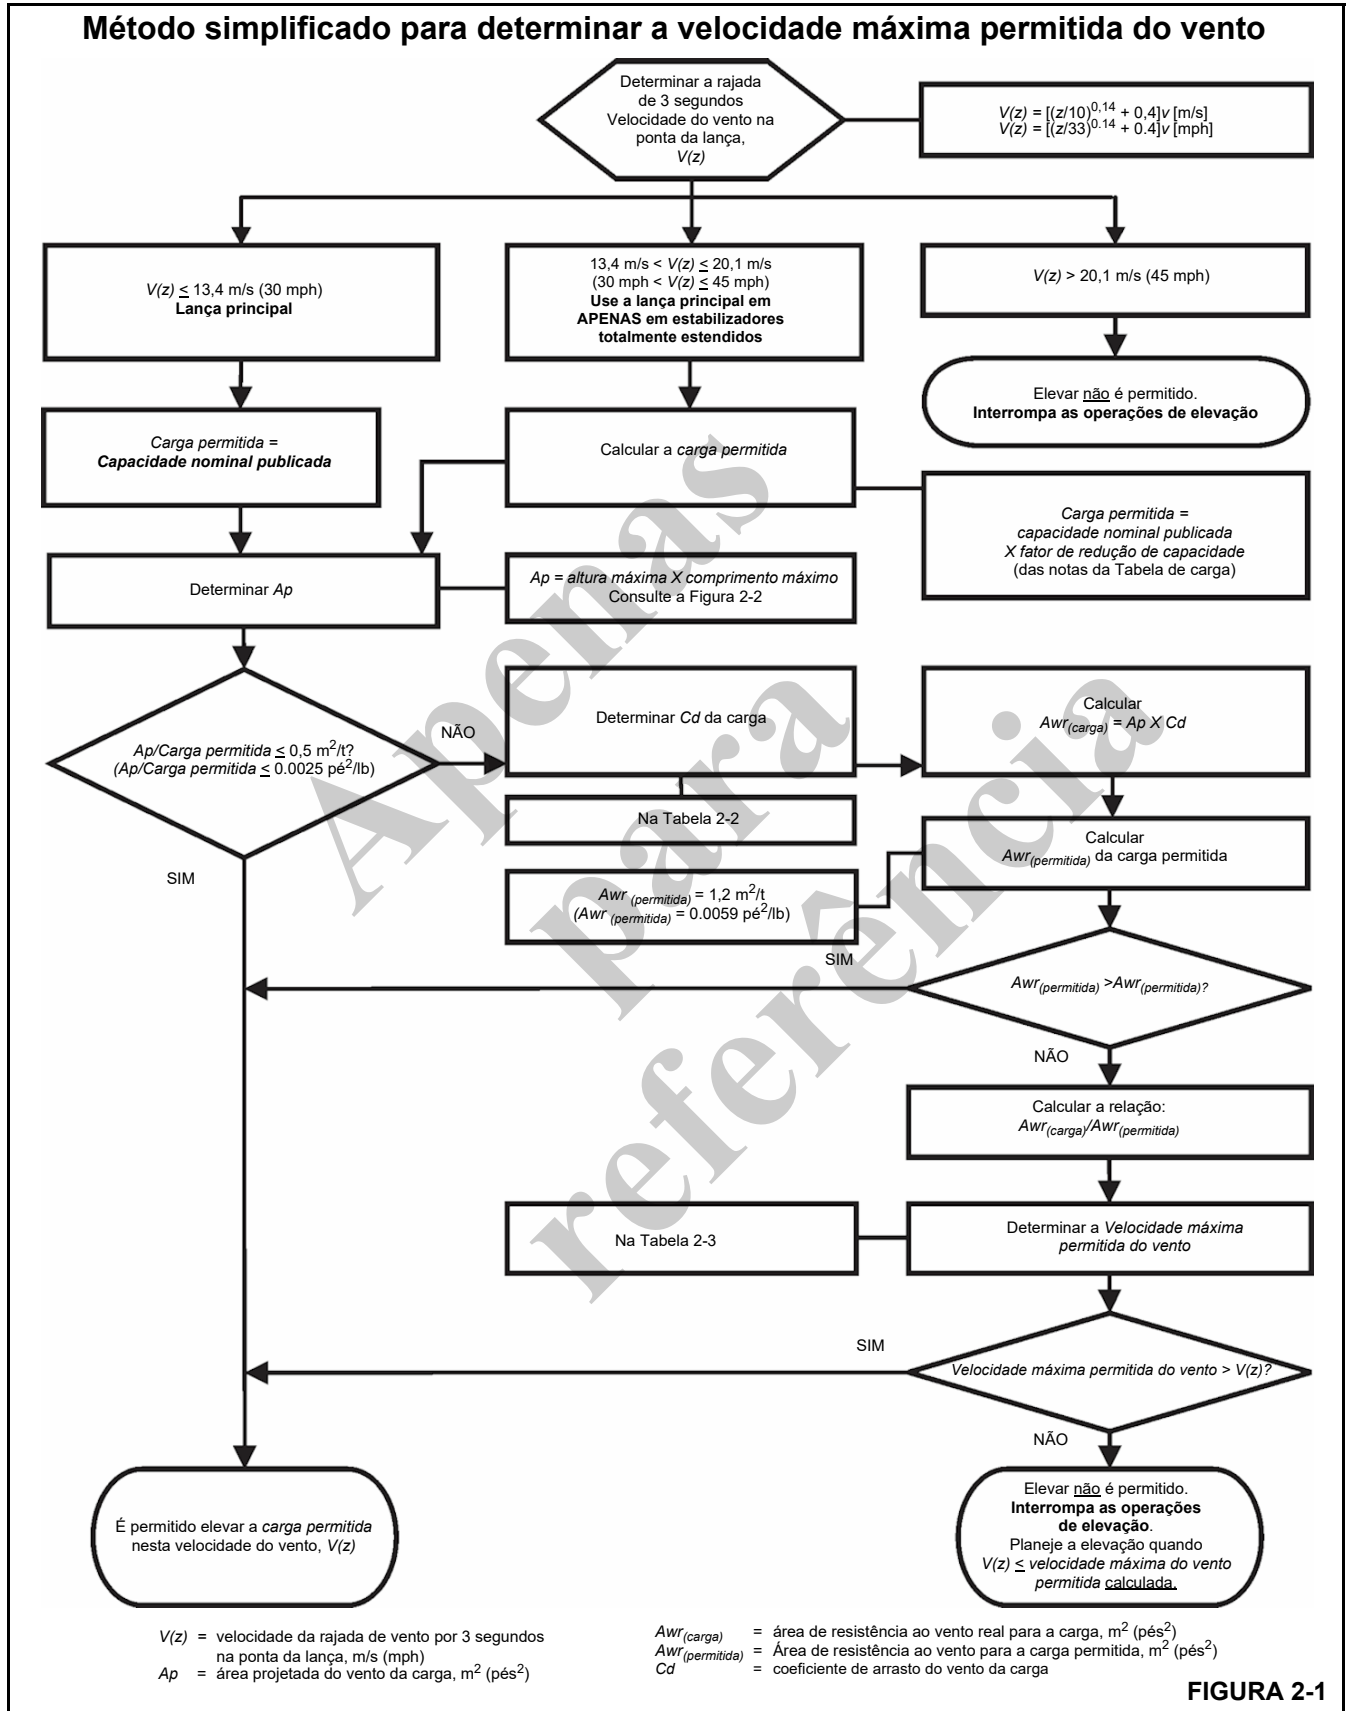 Método simplificado para determinar a velocidade máxima permitida do vento
Determinar a rajada
de 3 segundos
Velocidade do vento na
ponta da lança,
V(z)
V(z) = [(z/10)^0,14 + 0,4]v [m/s]
V(z) = [(z/33)^0.14 + 0.4]v [mph]
V(z) ≤ 13,4 m/s (30 mph)
Lança principal
13,4 m/s < V(z) ≤ 20,1 m/s
(30 mph < V(z) ≤ 45 mph)
Use a lança principal em
APENAS em estabilizadores
totalmente estendidos
V(z) > 20,1 m/s (45 mph)
Elevar não é permitido.
Interrompa as operações de elevação
Carga permitida =
Capacidade nominal publicada
Calcular a carga permitida
Carga permitida =
capacidade nominal publicada
X fator de redução de capacidade
(das notas da Tabela de carga)
Determinar Ap
Ap = altura máxima X comprimento máximo
Consulte a Figura 2-2
Ap/Carga permitida ≤ 0,5 m²/t?
(Ap/Carga permitida ≤ 0.0025 pé²/lb)
NÃO
Determinar Cd da carga
Calcular
Awr(carga) = Ap X Cd
Na Tabela 2-2
Calcular
Awr(permitida) da carga permitida
SIM
Awr (permitida) = 1,2 m²/t
(Awr (permitida) = 0.0059 pé²/lb)
SIM
Awr(permitida) >Awr(permitida)?
NÃO
Calcular a relação:
Awr(carga)/Awr(permitida)
Na Tabela 2-3
Determinar a Velocidade máxima
permitida do vento
SIM
Velocidade máxima permitida do vento > V(z)?
NÃO
É permitido elevar a carga permitida
nesta velocidade do vento, V(z)
Elevar não é permitido.
Interrompa as operações
de elevação.
Planeje a elevação quando
V(z) ≤ velocidade máxima do vento
permitida calculada.
V(z) = velocidade da rajada de vento por 3 segundos
na ponta da lança, m/s (mph)
Ap = área projetada do vento da carga, m² (pés²)
Awr(carga) = área de resistência ao vento real para a carga, m² (pés²)
Awr(permitida) = Área de resistência ao vento para a carga permitida, m² (pés²)
Cd = coeficiente de arrasto do vento da carga
FIGURA 2-1
Apenas
para
referência